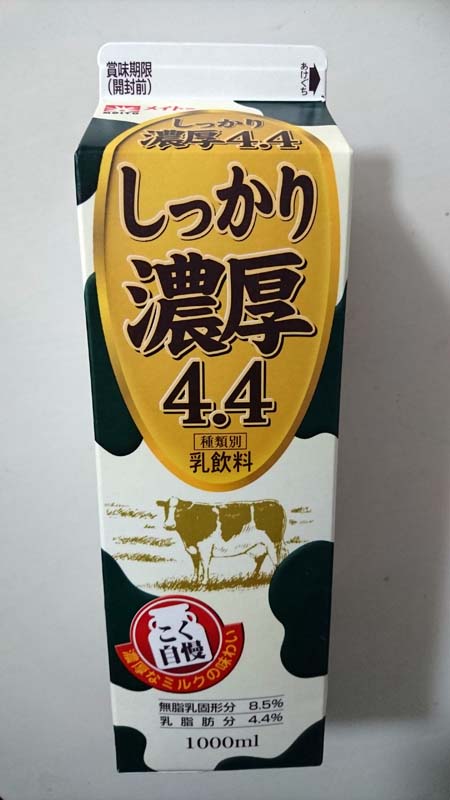 賞味期限
(開封前)
あけぐち
MEITO
メイトー
しっかり
濃厚4.4
しっかり
濃厚
4.4
種類別
乳飲料
こく
自慢
濃厚なミルクの味わい
無脂乳固形分 8.5%
乳脂肪分 4.4%
1000ml